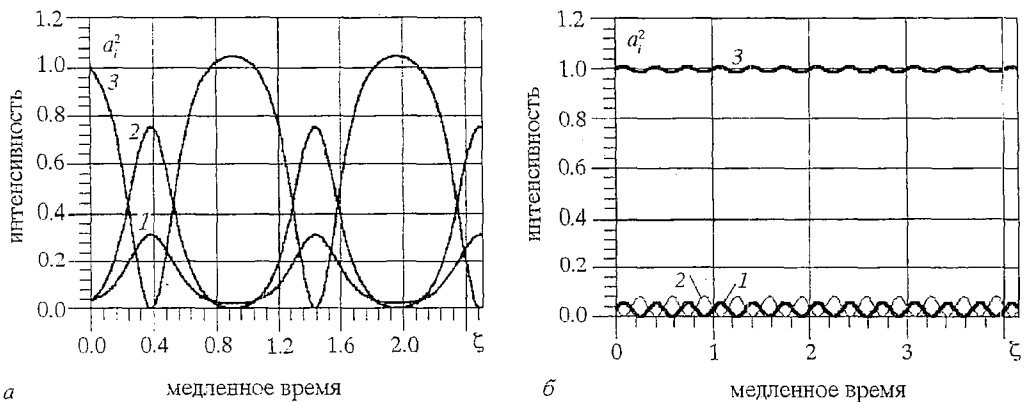 1.2
1.0
0.8
0.6
0.4
0.2
0.0
интенсивность
a_i^2
3
2
1
0.0 0.4 0.8 1.2 1.6 2.0 ζ
медленное время
а
1.2
1.0
0.8
0.6
0.4
0.2
0.0
интенсивность
a_i^2
3
2 1
0 1 2 3 ζ
медленное время
б